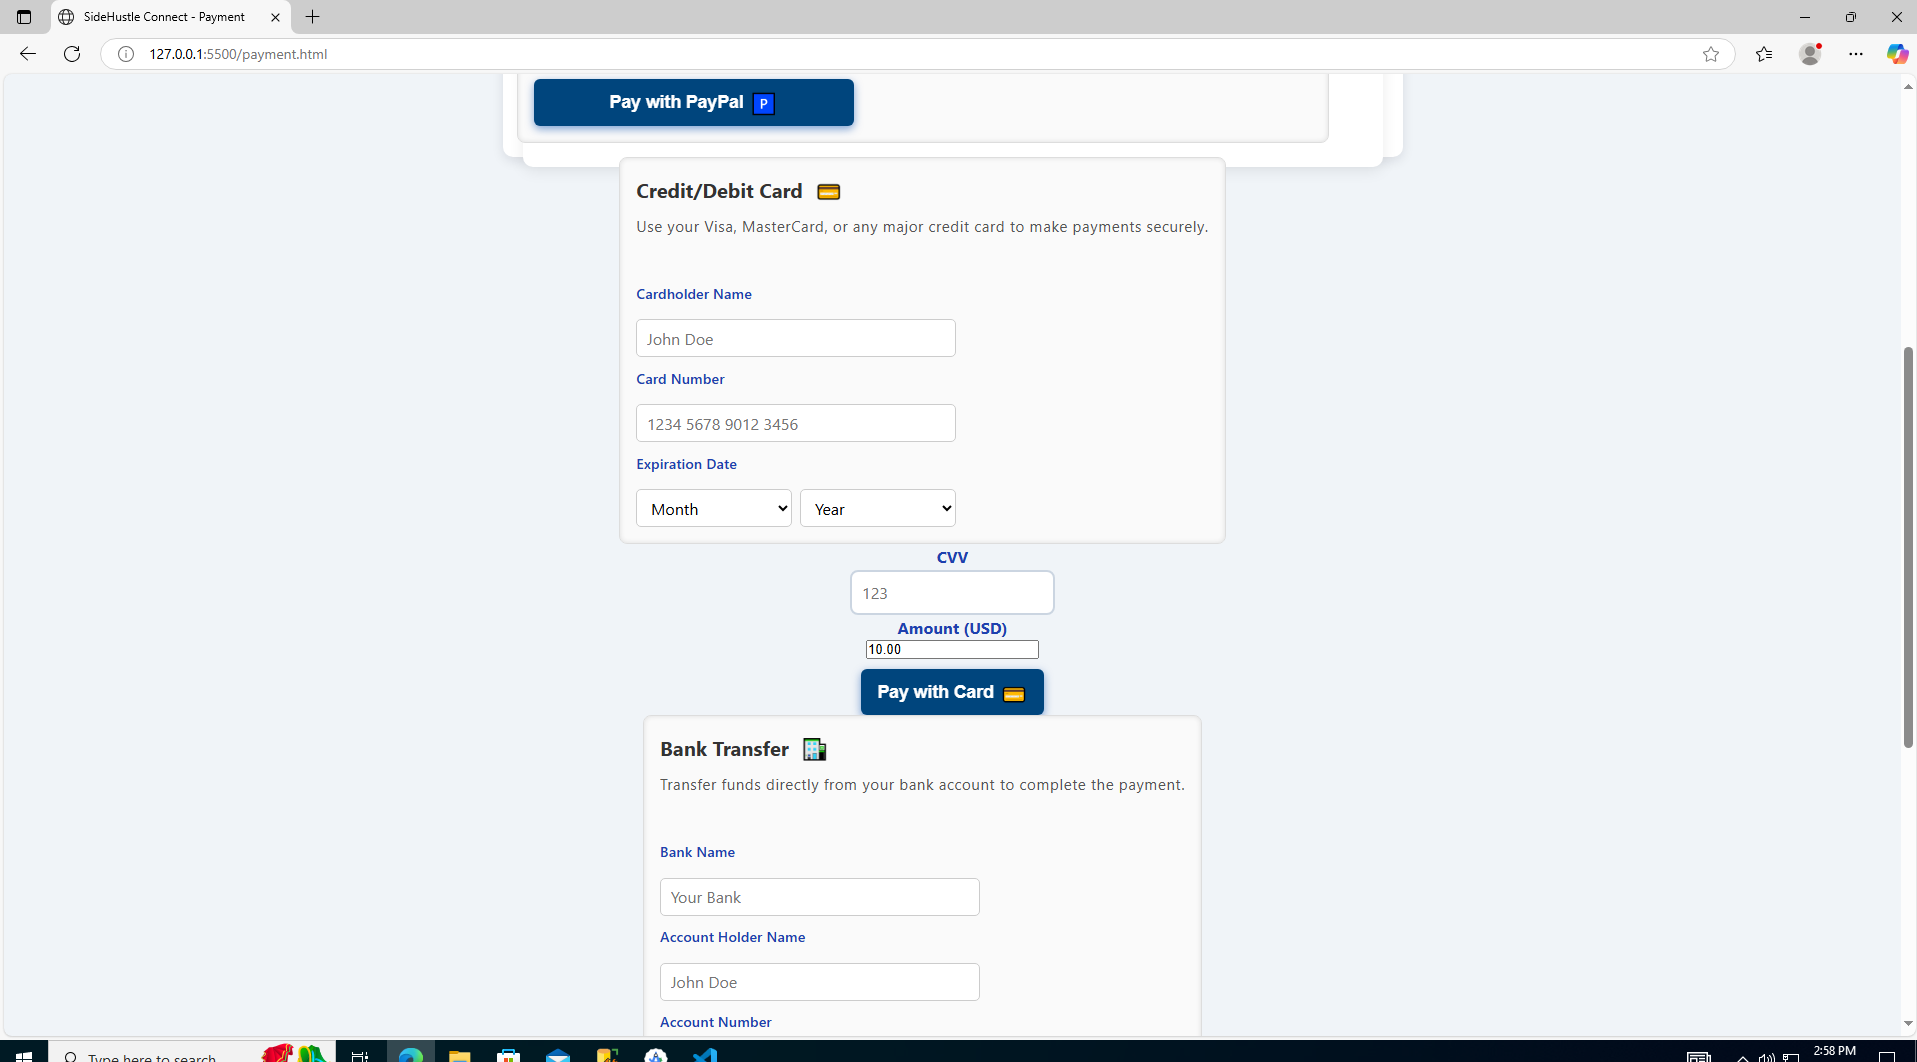 SideHustle Connect - Payment
127.0.0.1:5500/payment.html
Pay with PayPal P
Credit/Debit Card
Use your Visa, MasterCard, or any major credit card to make payments securely.
Cardholder Name
John Doe
Card Number
1234 5678 9012 3456
Expiration Date
Month Year
CVV
123
Amount (USD)
10.00
Pay with Card
Bank Transfer
Transfer funds directly from your bank account to complete the payment.
Bank Name
Your Bank
Account Holder Name
John Doe
Account Number
Type here to search
2:58 PM